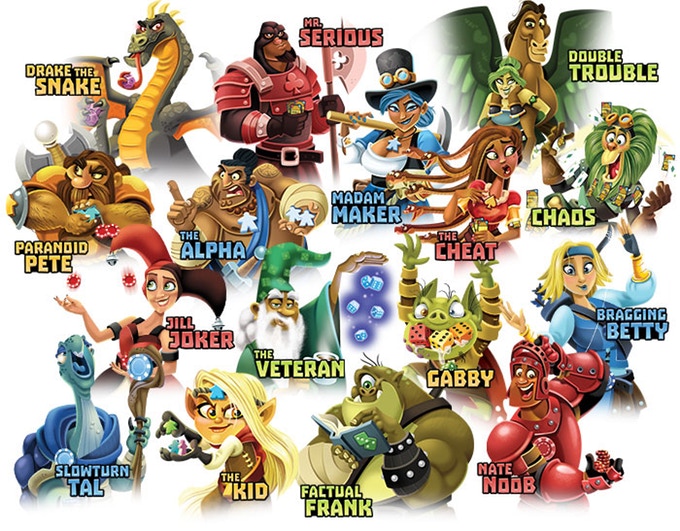 DRAKE THE
SNAKE
MR.
SERIOUS
DOUBLE
TROUBLE
PARANOID
PETE
THE
ALPHA
MADAM
MAKER
THE
CHEAT
CHAOS
JILL
JOKER
THE
VETERAN
GABBY
BRAGGING
BETTY
SLOWTURN
TAL
THE
KID
FACTUAL
FRANK
NATE
NOOB